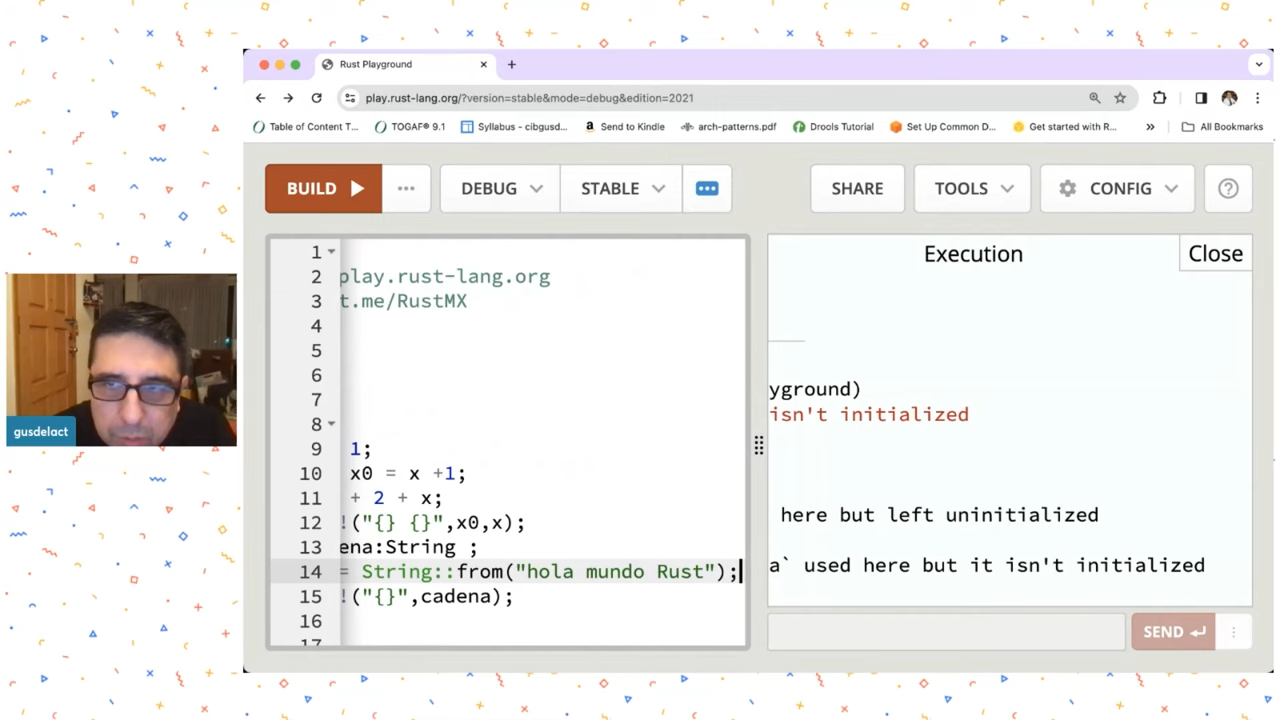 Rust Playground
play.rust-lang.org/?version=stable&mode=debug&edition=2021
Table of Content T...
TOGAF® 9.1
Syllabus - cibgusd...
Send to Kindle
arch-patterns.pdf
Drools Tutorial
Set Up Common D...
Get started with R...
All Bookmarks
BUILD
DEBUG
STABLE
SHARE
TOOLS
CONFIG
1
2 play.rust-lang.org
3 t.me/RustMX
4
5
6
7
8
9 1;
10 x0 = x +1;
11 + 2 + x;
12 !("{} {}",x0,x);
13 ena:String ;
14 = String::from("hola mundo Rust");
15 !("{}",cadena);
16
17
Execution
Close
yground)
isn't initialized
here but left uninitialized
a` used here but it isn't initialized
SEND
gusdelact